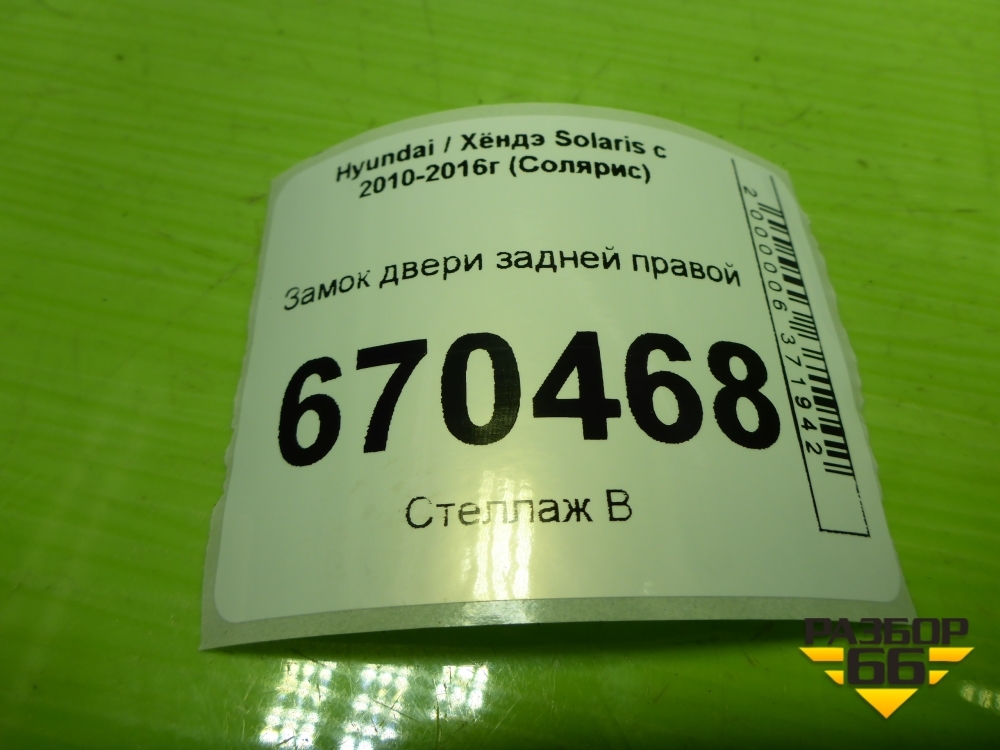 Hyundai / Хёндэ Solaris с
2010-2016г (Солярис)
Замок двери задней правой
670468
Стеллаж В
2000006371942
РАЗБОР
66